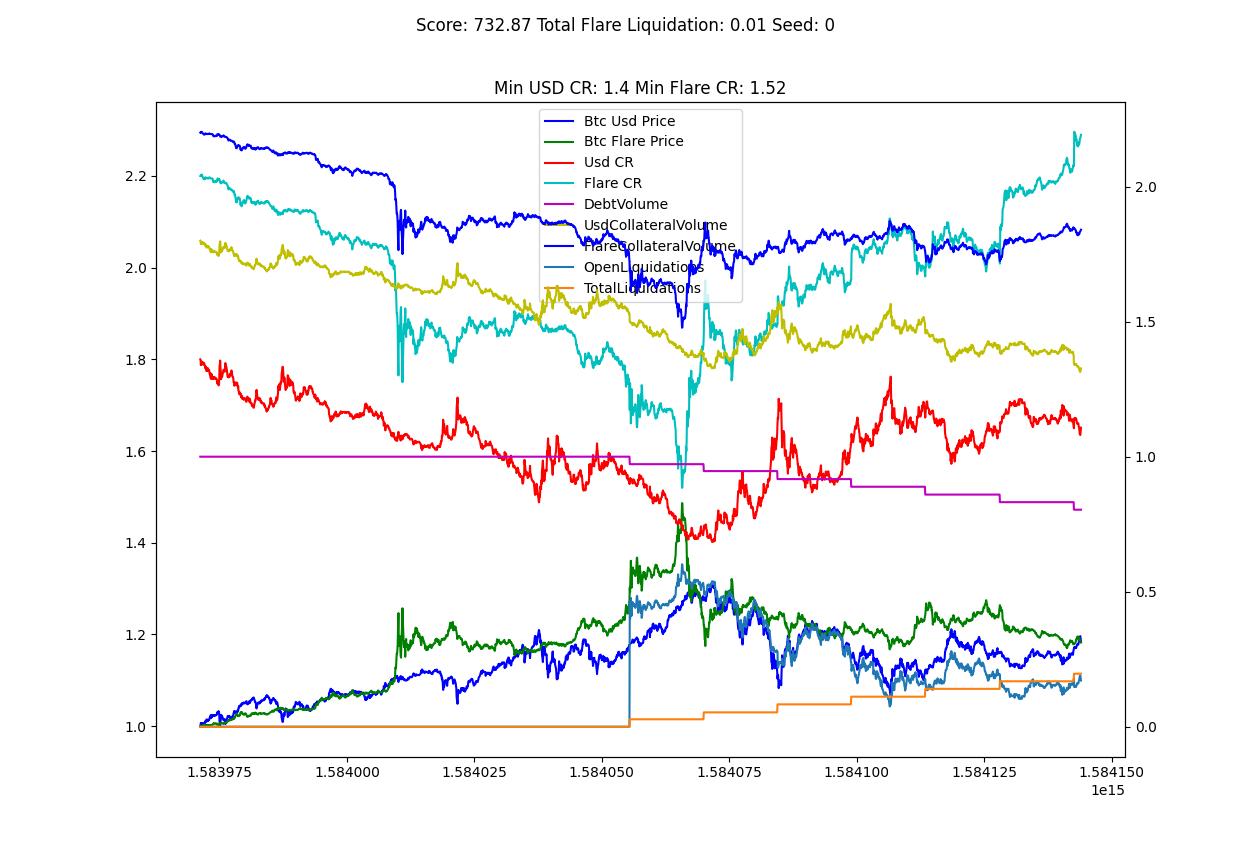 Score: 732.87 Total Flare Liquidation: 0.01 Seed: 0
Min USD CR: 1.4 Min Flare CR: 1.52
Btc Usd Price
Btc Flare Price
Usd CR
Flare CR
DebtVolume
UsdCollateralVolume
FlareCollateralVolume
OpenLiquidations
TotalLiquidations
2.2
2.0
1.8
1.6
1.4
1.2
1.0
2.0
1.5
1.0
0.5
0.0
1.583975 1.584000 1.584025 1.584050 1.584075 1.584100 1.584125 1.584150
1e15